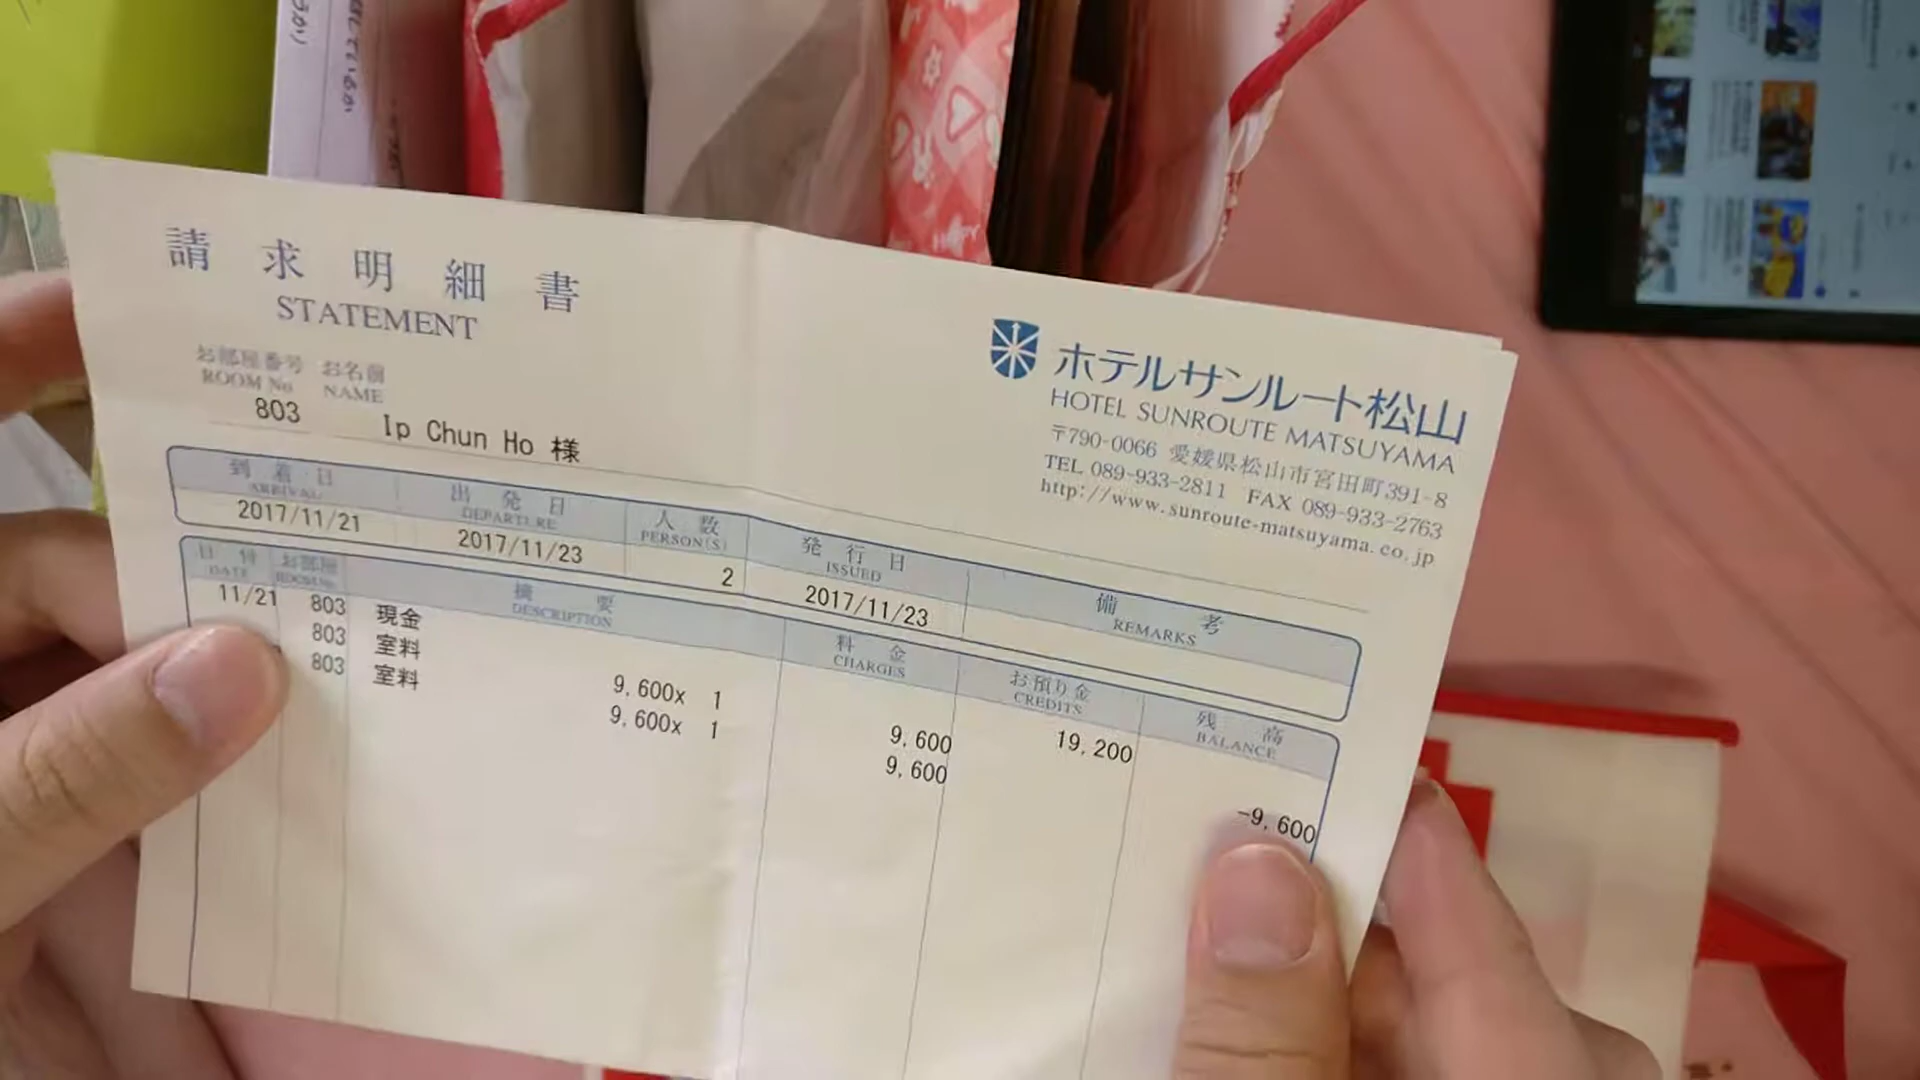 請求明細書
STATEMENT
お部屋番号 お名前
ROOM No NAME
803 Ip Chun Ho 様
ホテルサンルート松山
HOTEL SUNROUTE MATSUYAMA
〒790-0066 愛媛県松山市宮田町391-8
TEL 089-933-2811 FAX 089-933-2763
http://www.sunroute-matsuyama.co.jp
到着日 出発日 人数 発行日 備考
ARRIVAL DEPARTURE PERSON(S) ISSUED REMARKS
2017/11/21 2017/11/23 2 2017/11/23
日付 お部屋 摘要 料金 お預り金 残高
DATE ROOM No. DESCRIPTION CHARGES CREDITS BALANCE
11/21 803 現金 19,200
803 室料 9,600x 1 9,600 -9,600
803 室料 9,600x 1 9,600